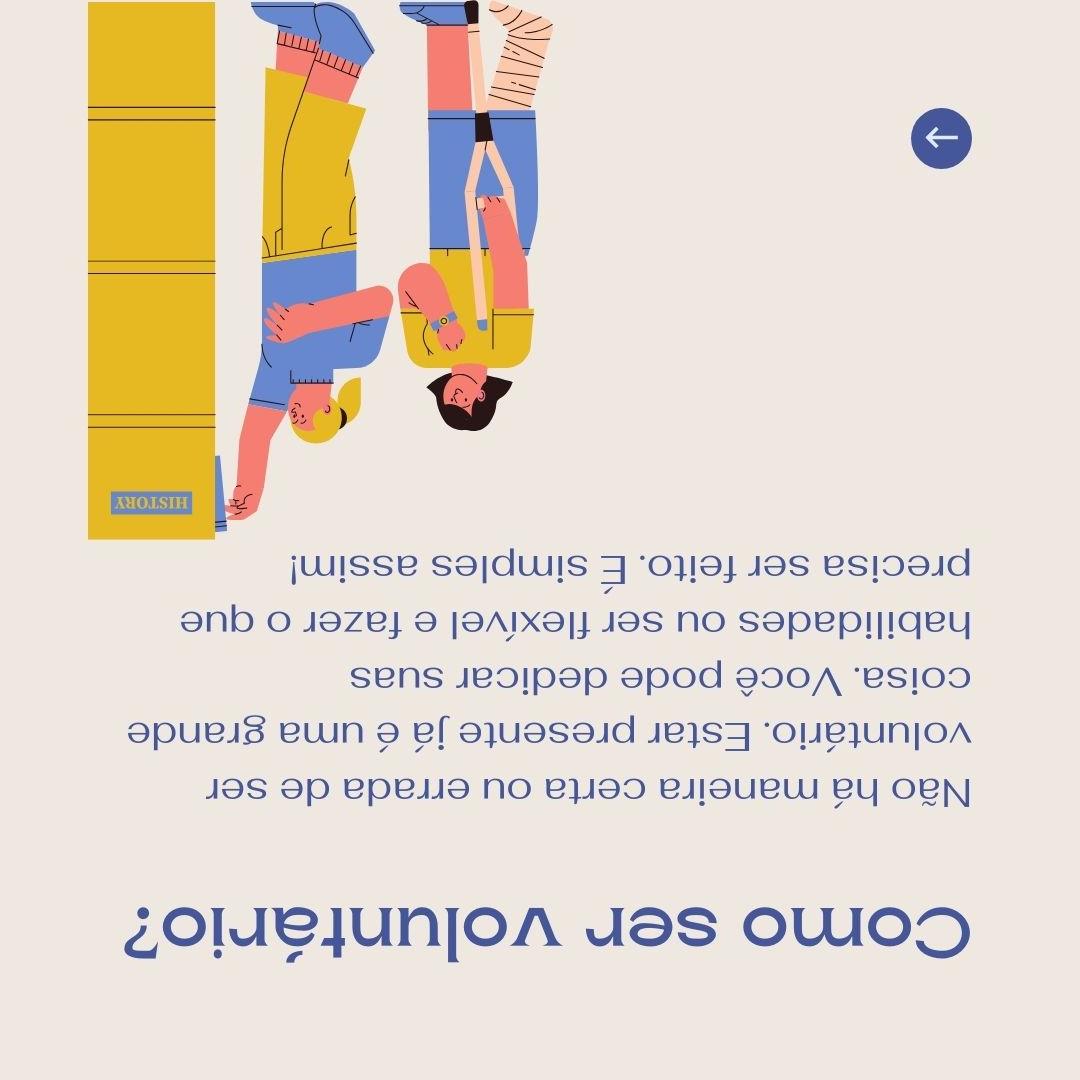 Como ser voluntário?
Não há maneira certa ou errada de ser
voluntário. Estar presente já é uma grande
coisa. Você pode dedicar suas
habilidades ou ser flexível e fazer o que
precisa ser feito. É simples assim!
HISTORY